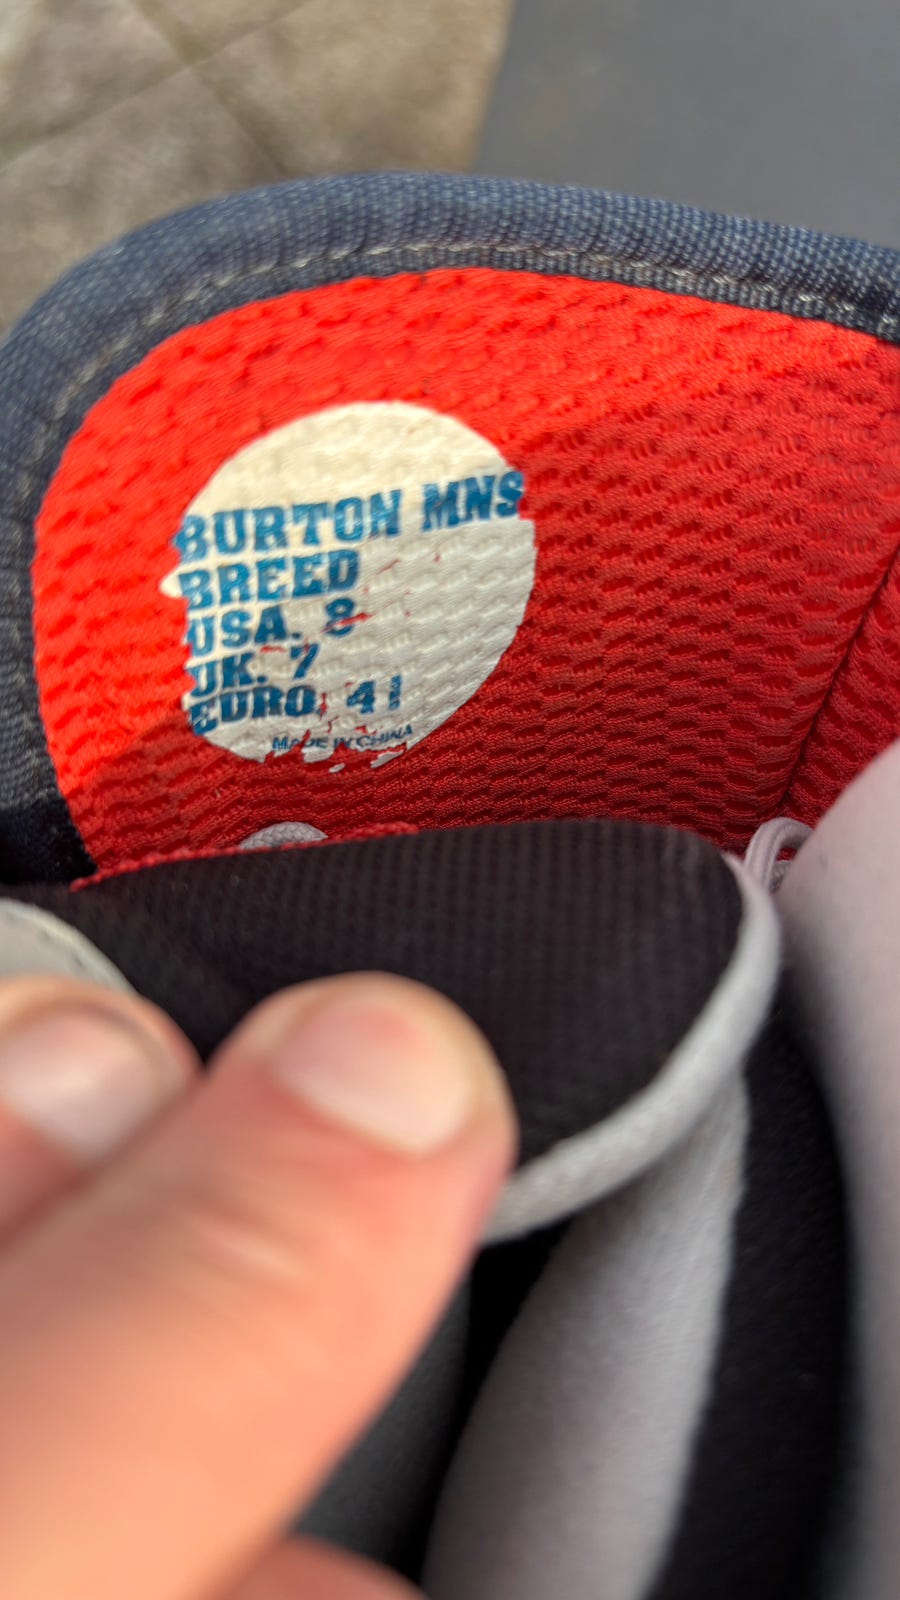 BURTON MNS
BREED
USA. 8
UK. 7
EURO. 41
MADE IN CHINA